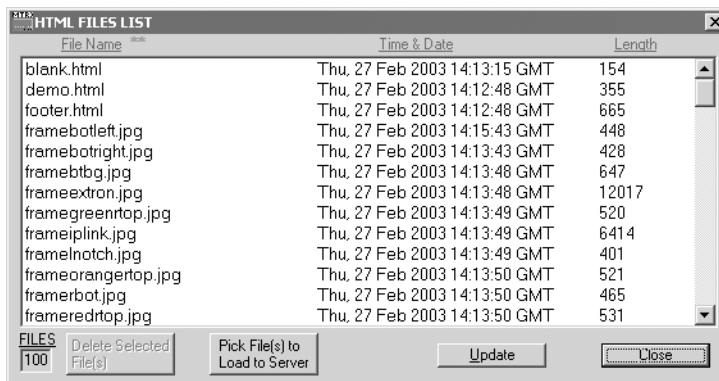 MTRX HTML FILES LIST
File Name ** Time & Date Length
blank.html Thu, 27 Feb 2003 14:13:15 GMT 154
demo.html Thu, 27 Feb 2003 14:12:48 GMT 355
footer.html Thu, 27 Feb 2003 14:12:48 GMT 665
framebotleft.jpg Thu, 27 Feb 2003 14:15:43 GMT 448
framebotright.jpg Thu, 27 Feb 2003 14:13:43 GMT 428
framebtbg.jpg Thu, 27 Feb 2003 14:13:48 GMT 647
frameextron.jpg Thu, 27 Feb 2003 14:13:48 GMT 12017
framegreenrtop.jpg Thu, 27 Feb 2003 14:13:49 GMT 520
frameiplink.jpg Thu, 27 Feb 2003 14:13:49 GMT 6414
framelnotch.jpg Thu, 27 Feb 2003 14:13:49 GMT 401
frameorangertop.jpg Thu, 27 Feb 2003 14:13:50 GMT 521
framerbot.jpg Thu, 27 Feb 2003 14:13:50 GMT 465
frameredrtop.jpg Thu, 27 Feb 2003 14:13:50 GMT 531
FILES
100
Delete Selected
File(s)
Pick File(s) to
Load to Server
Update
Close